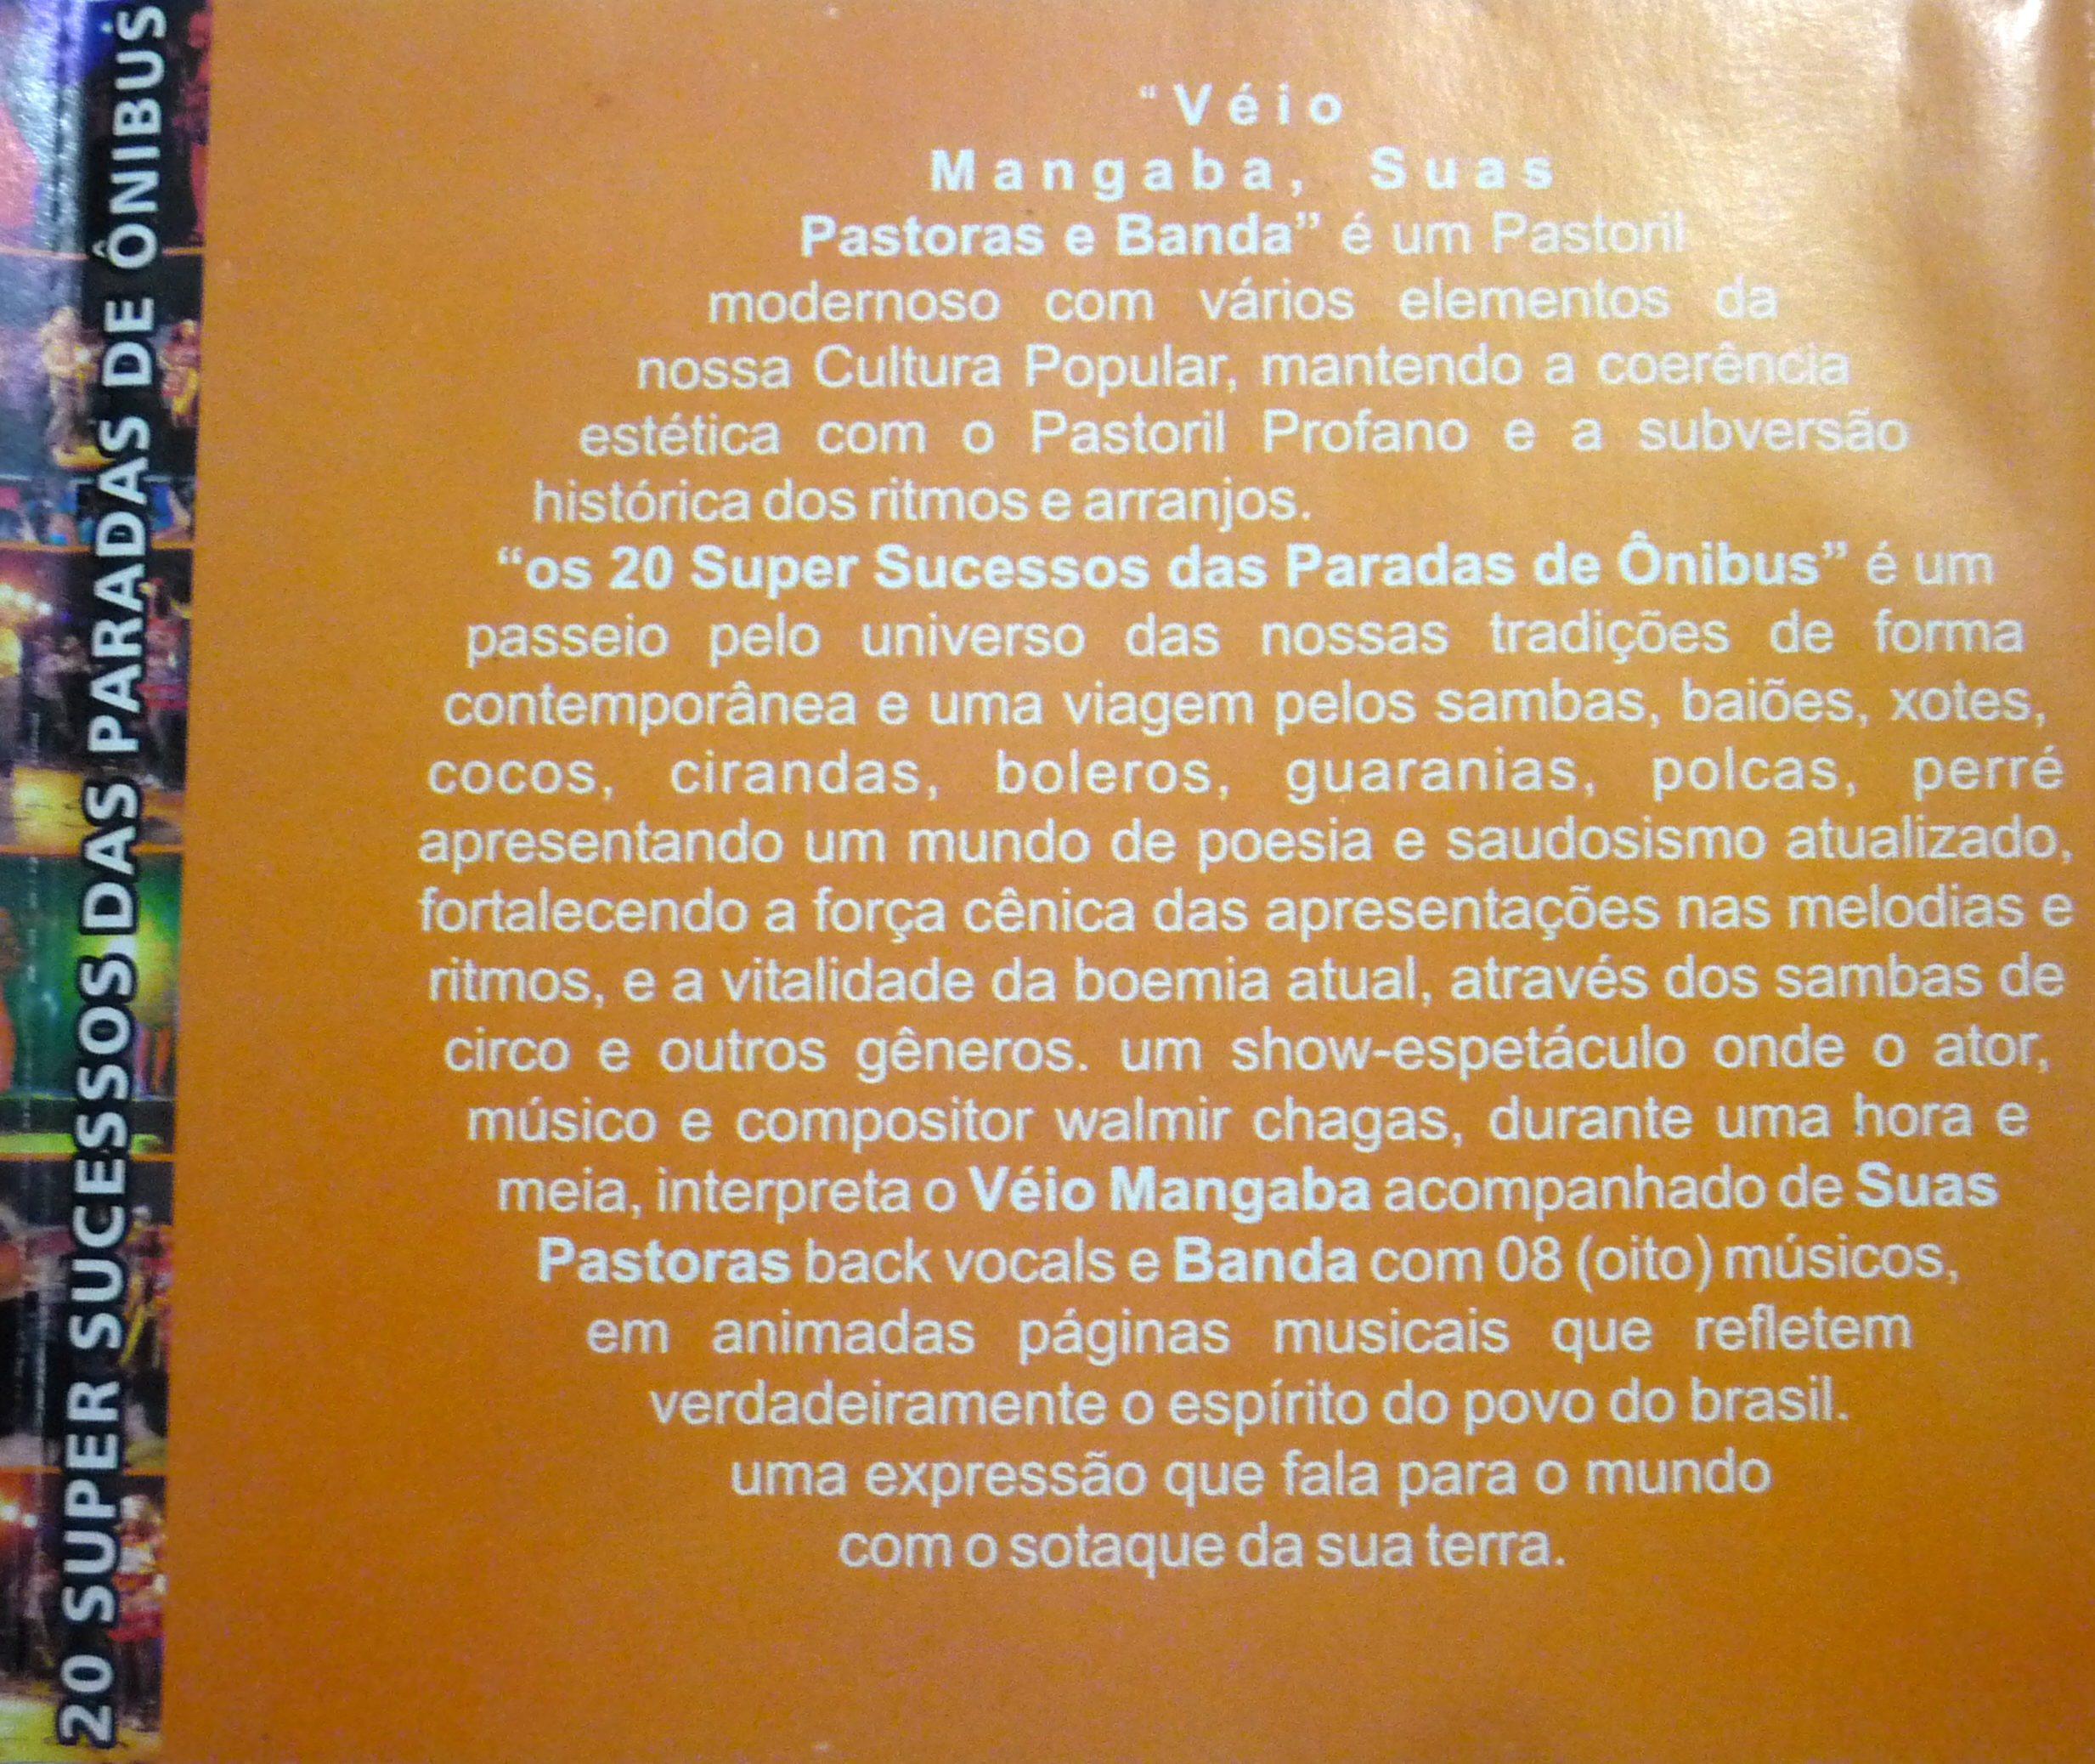 20 SUPER SUCESSOS DAS PARADAS DE ÔNIBUS
“Véio
Mangaba, Suas
Pastoras e Banda” é um Pastoril
modernoso com vários elementos da
nossa Cultura Popular, mantendo a coerência
estética com o Pastoril Profano e a subversão
histórica dos ritmos e arranjos.
“os 20 Super Sucessos das Paradas de Ônibus” é um
passeio pelo universo das nossas tradições de forma
contemporânea e uma viagem pelos sambas, baiões, xotes,
cocos, cirandas, boleros, guaranias, polcas, perré
apresentando um mundo de poesia e saudosismo atualizado,
fortalecendo a força cênica das apresentações nas melodias e
ritmos, e a vitalidade da boemia atual, através dos sambas de
circo e outros gêneros. um show-espetáculo onde o ator,
músico e compositor walmir chagas, durante uma hora e
meia, interpreta o Véio Mangaba acompanhado de Suas
Pastoras back vocals e Banda com 08 (oito) músicos,
em animadas páginas musicais que refletem
verdadeiramente o espírito do povo do brasil.
uma expressão que fala para o mundo
com o sotaque da sua terra.